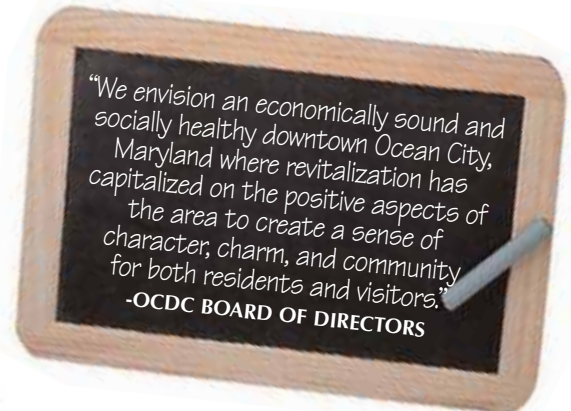 “We envision an economically sound and
socially healthy downtown Ocean City,
Maryland where revitalization has
capitalized on the positive aspects of
the area to create a sense of
character, charm, and community
for both residents and visitors.”
-OCDC BOARD OF DIRECTORS